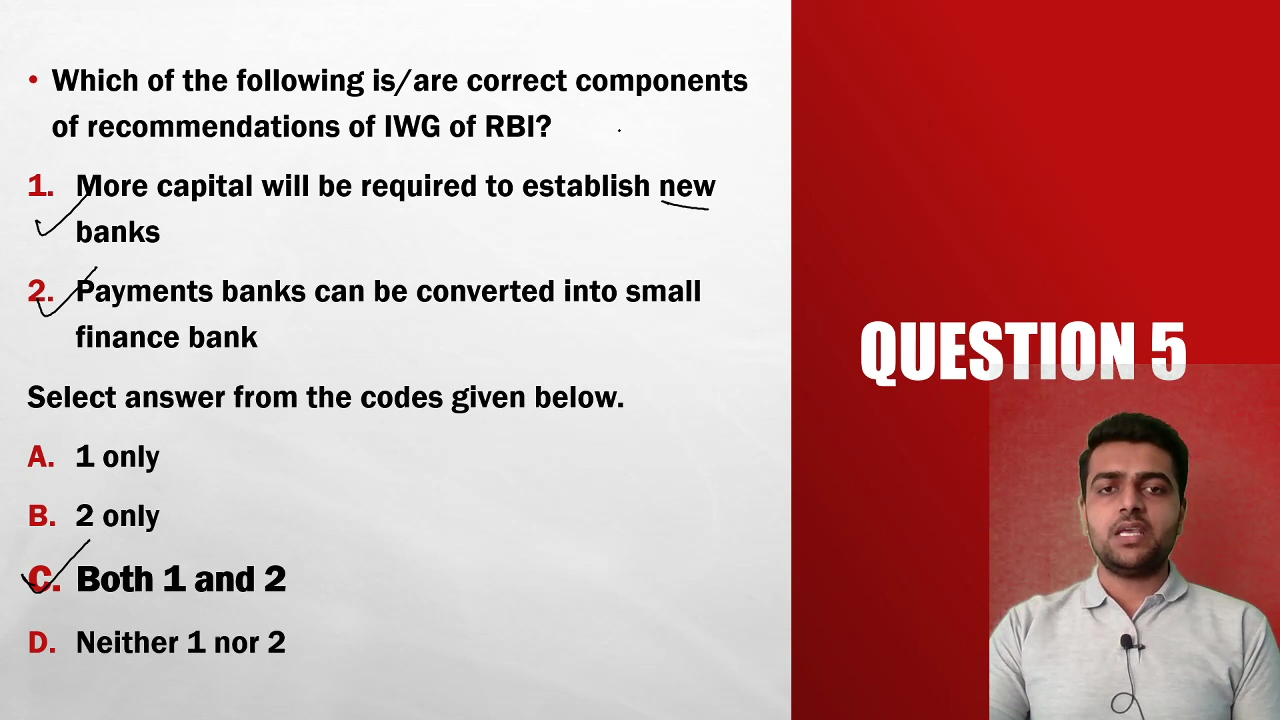 • Which of the following is/are correct components
of recommendations of IWG of RBI?
1. More capital will be required to establish new
banks
2. Payments banks can be converted into small
finance bank
Select answer from the codes given below.
A. 1 only
B. 2 only
C. Both 1 and 2
D. Neither 1 nor 2
QUESTION 5